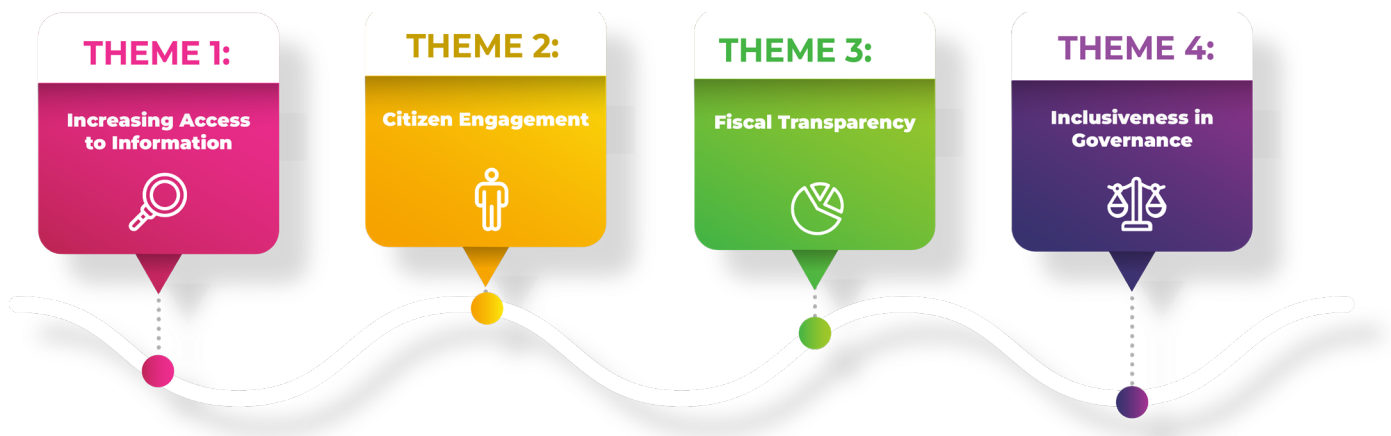 THEME 1:
Increasing Access
to Information
THEME 2:
Citizen Engagement
THEME 3:
Fiscal Transparency
THEME 4:
Inclusiveness in
Governance